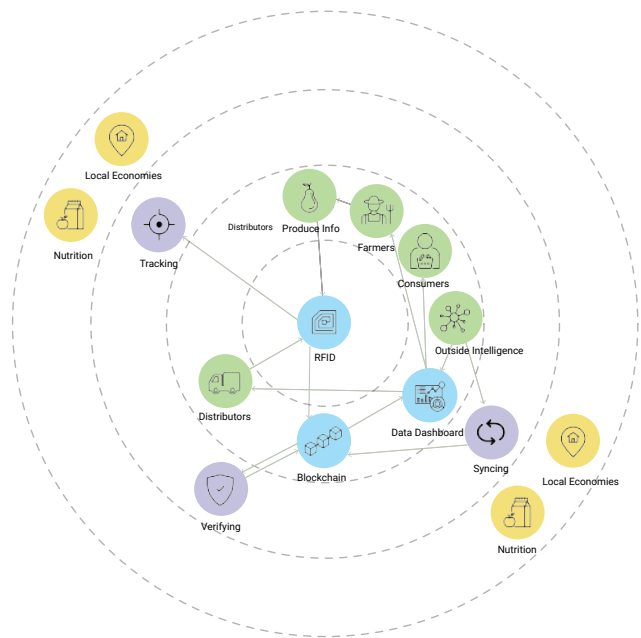 Local Economies
Distributors
Produce Info
Farmers
Nutrition
Tracking
Consumers
Outside Intelligence
RFID
Distributors
Data Dashboard
Syncing
Blockchain
Local Economies
Verifying
Nutrition